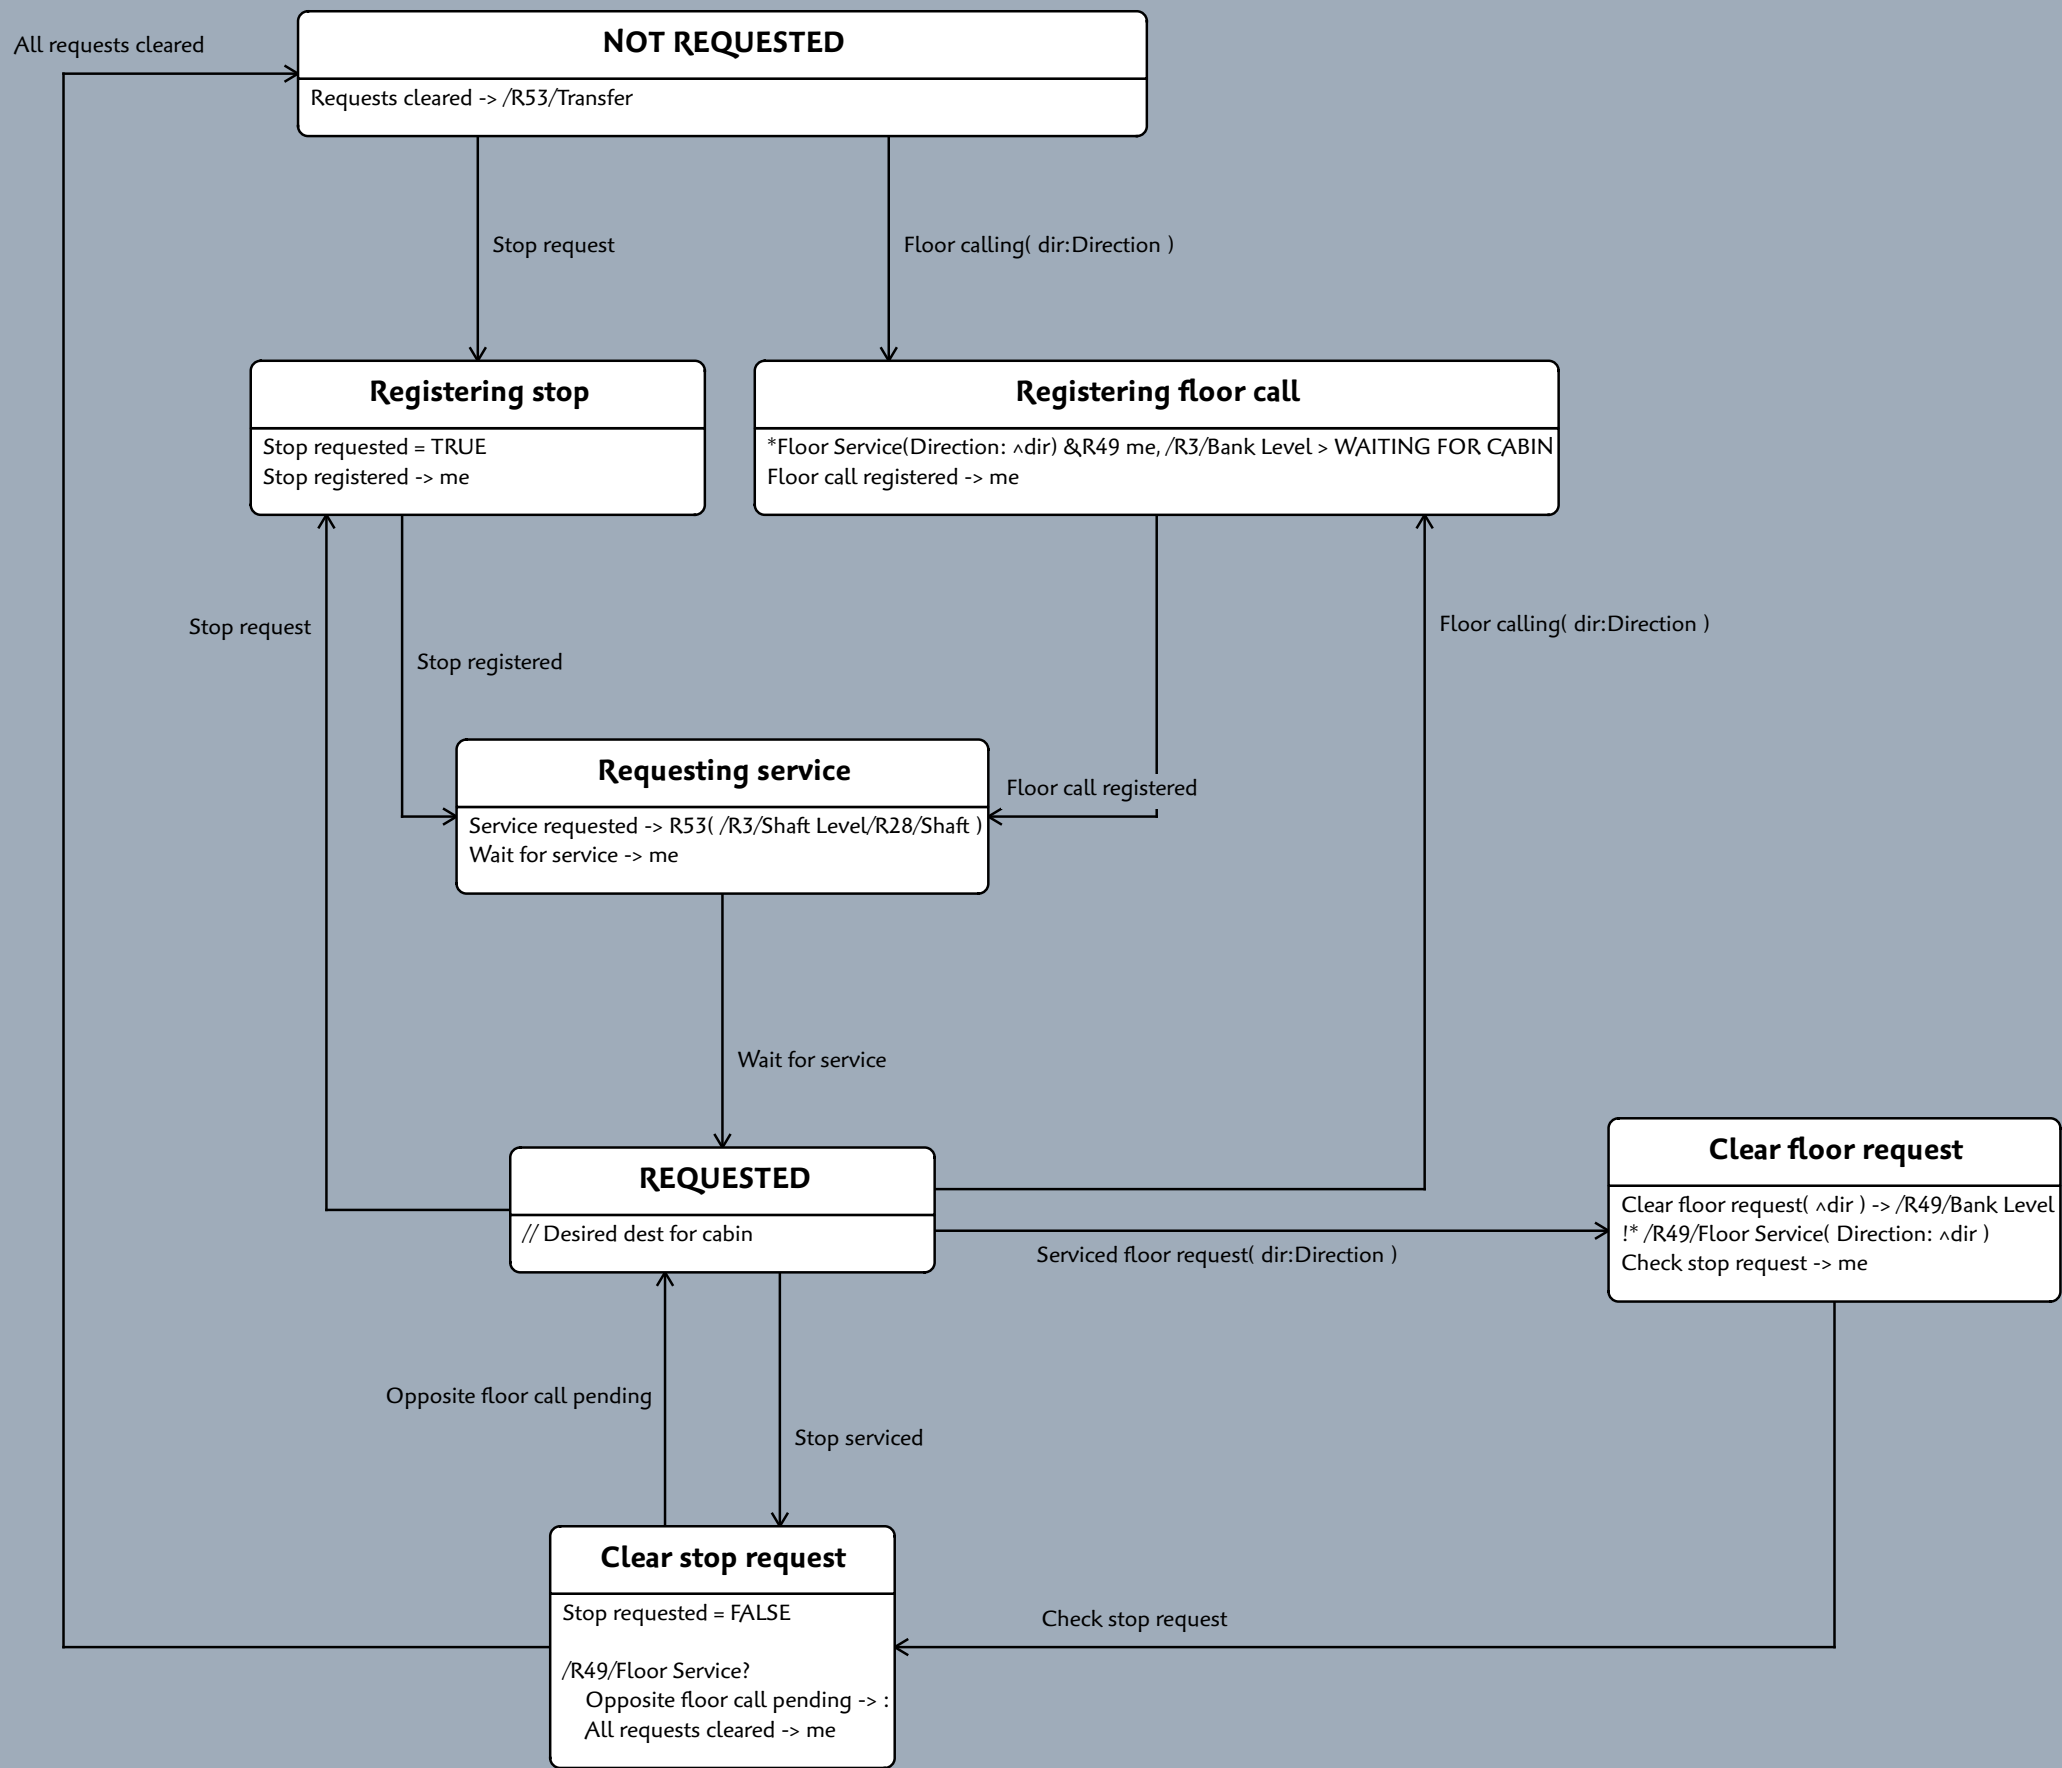 All requests cleared
NOT REQUESTED
Requests cleared -> /R53/Transfer
Stop request
Floor calling( dir:Direction )
Registering stop
Stop requested = TRUE
Stop registered -> me
Registering floor call
*Floor Service(Direction: ^dir) &R49 me, /R3/Bank Level > WAITING FOR CABIN
Floor call registered -> me
Stop request
Stop registered
Floor calling( dir:Direction )
Requesting service
Service requested -> R53( /R3/Shaft Level/R28/Shaft )
Wait for service -> me
Floor call registered
Wait for service
REQUESTED
// Desired dest for cabin
Serviced floor request( dir:Direction )
Clear floor request
Clear floor request( ^dir ) -> /R49/Bank Level
!* /R49/Floor Service( Direction: ^dir )
Check stop request -> me
Opposite floor call pending
Stop serviced
Clear stop request
Stop requested = FALSE
/R49/Floor Service?
Opposite floor call pending -> :
All requests cleared -> me
Check stop request